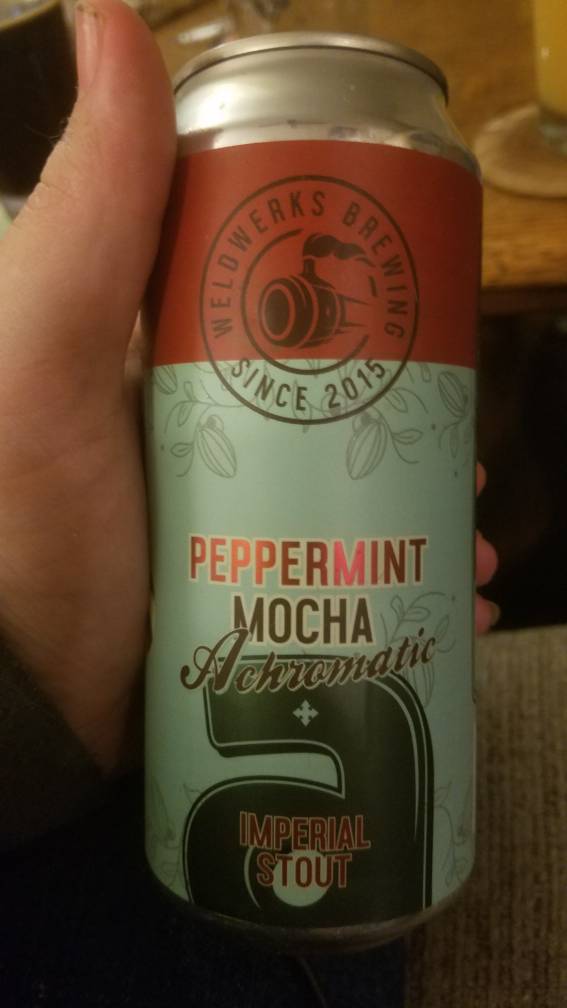 WELDWERKS BREWING
SINCE 2015
PEPPERMINT
MOCHA
Achromatic
a
IMPERIAL
STOUT